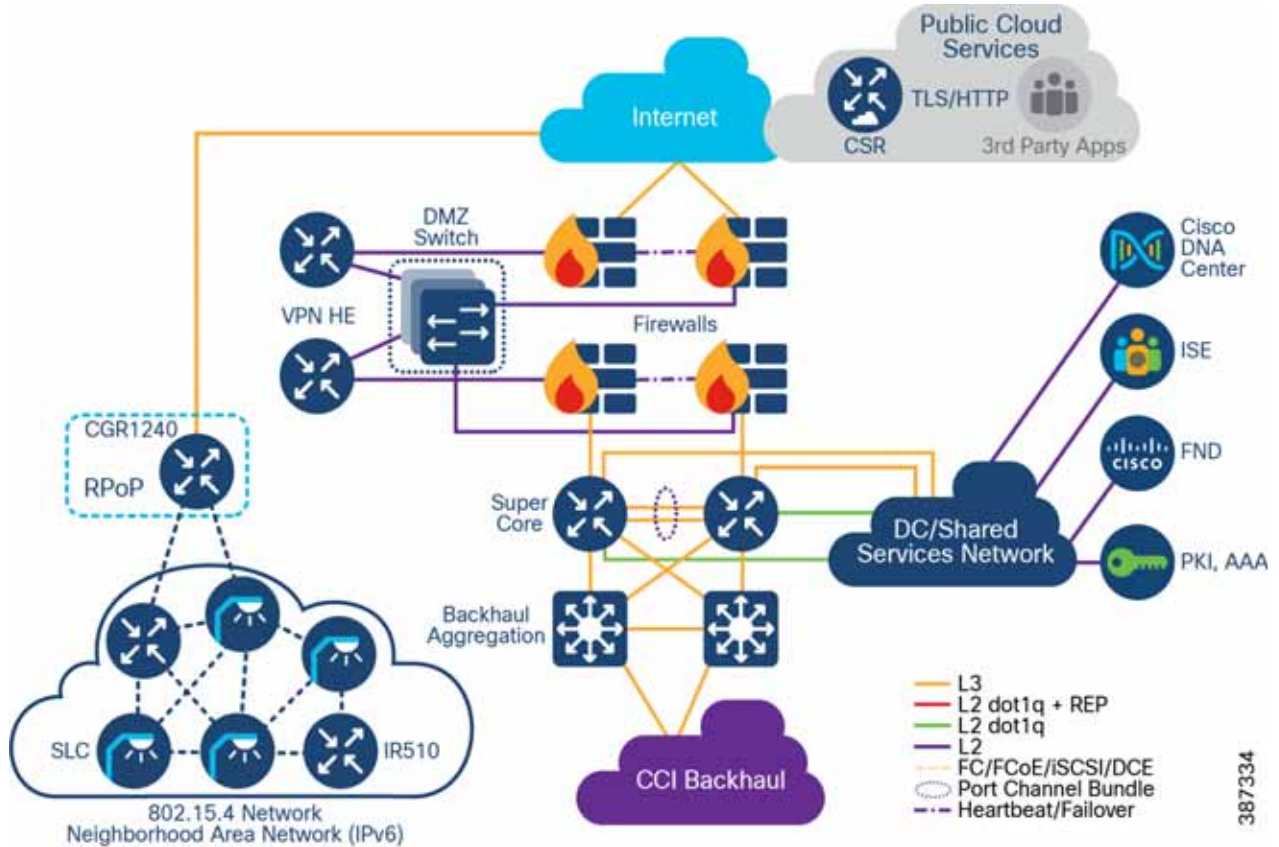 Public Cloud
Services
Internet
TLS/HTTP
CSR
3rd Party Apps
DMZ
Switch
Cisco
DNA
Center
VPN HE
Firewalls
ISE
CGR1240
RPoP
CISCO
FND
Super
Core
DC/Shared
Services Network
PKI, AAA
Backhaul
Aggregation
SLC
IR510
802.15.4 Network
Neighborhood Area Network (IPv6)
CCI Backhaul
L3
L2 dot1q + REP
L2 dot1q
L2
FC/FCoE/iSCSI/DCE
Port Channel Bundle
Heartbeat/Failover
387334